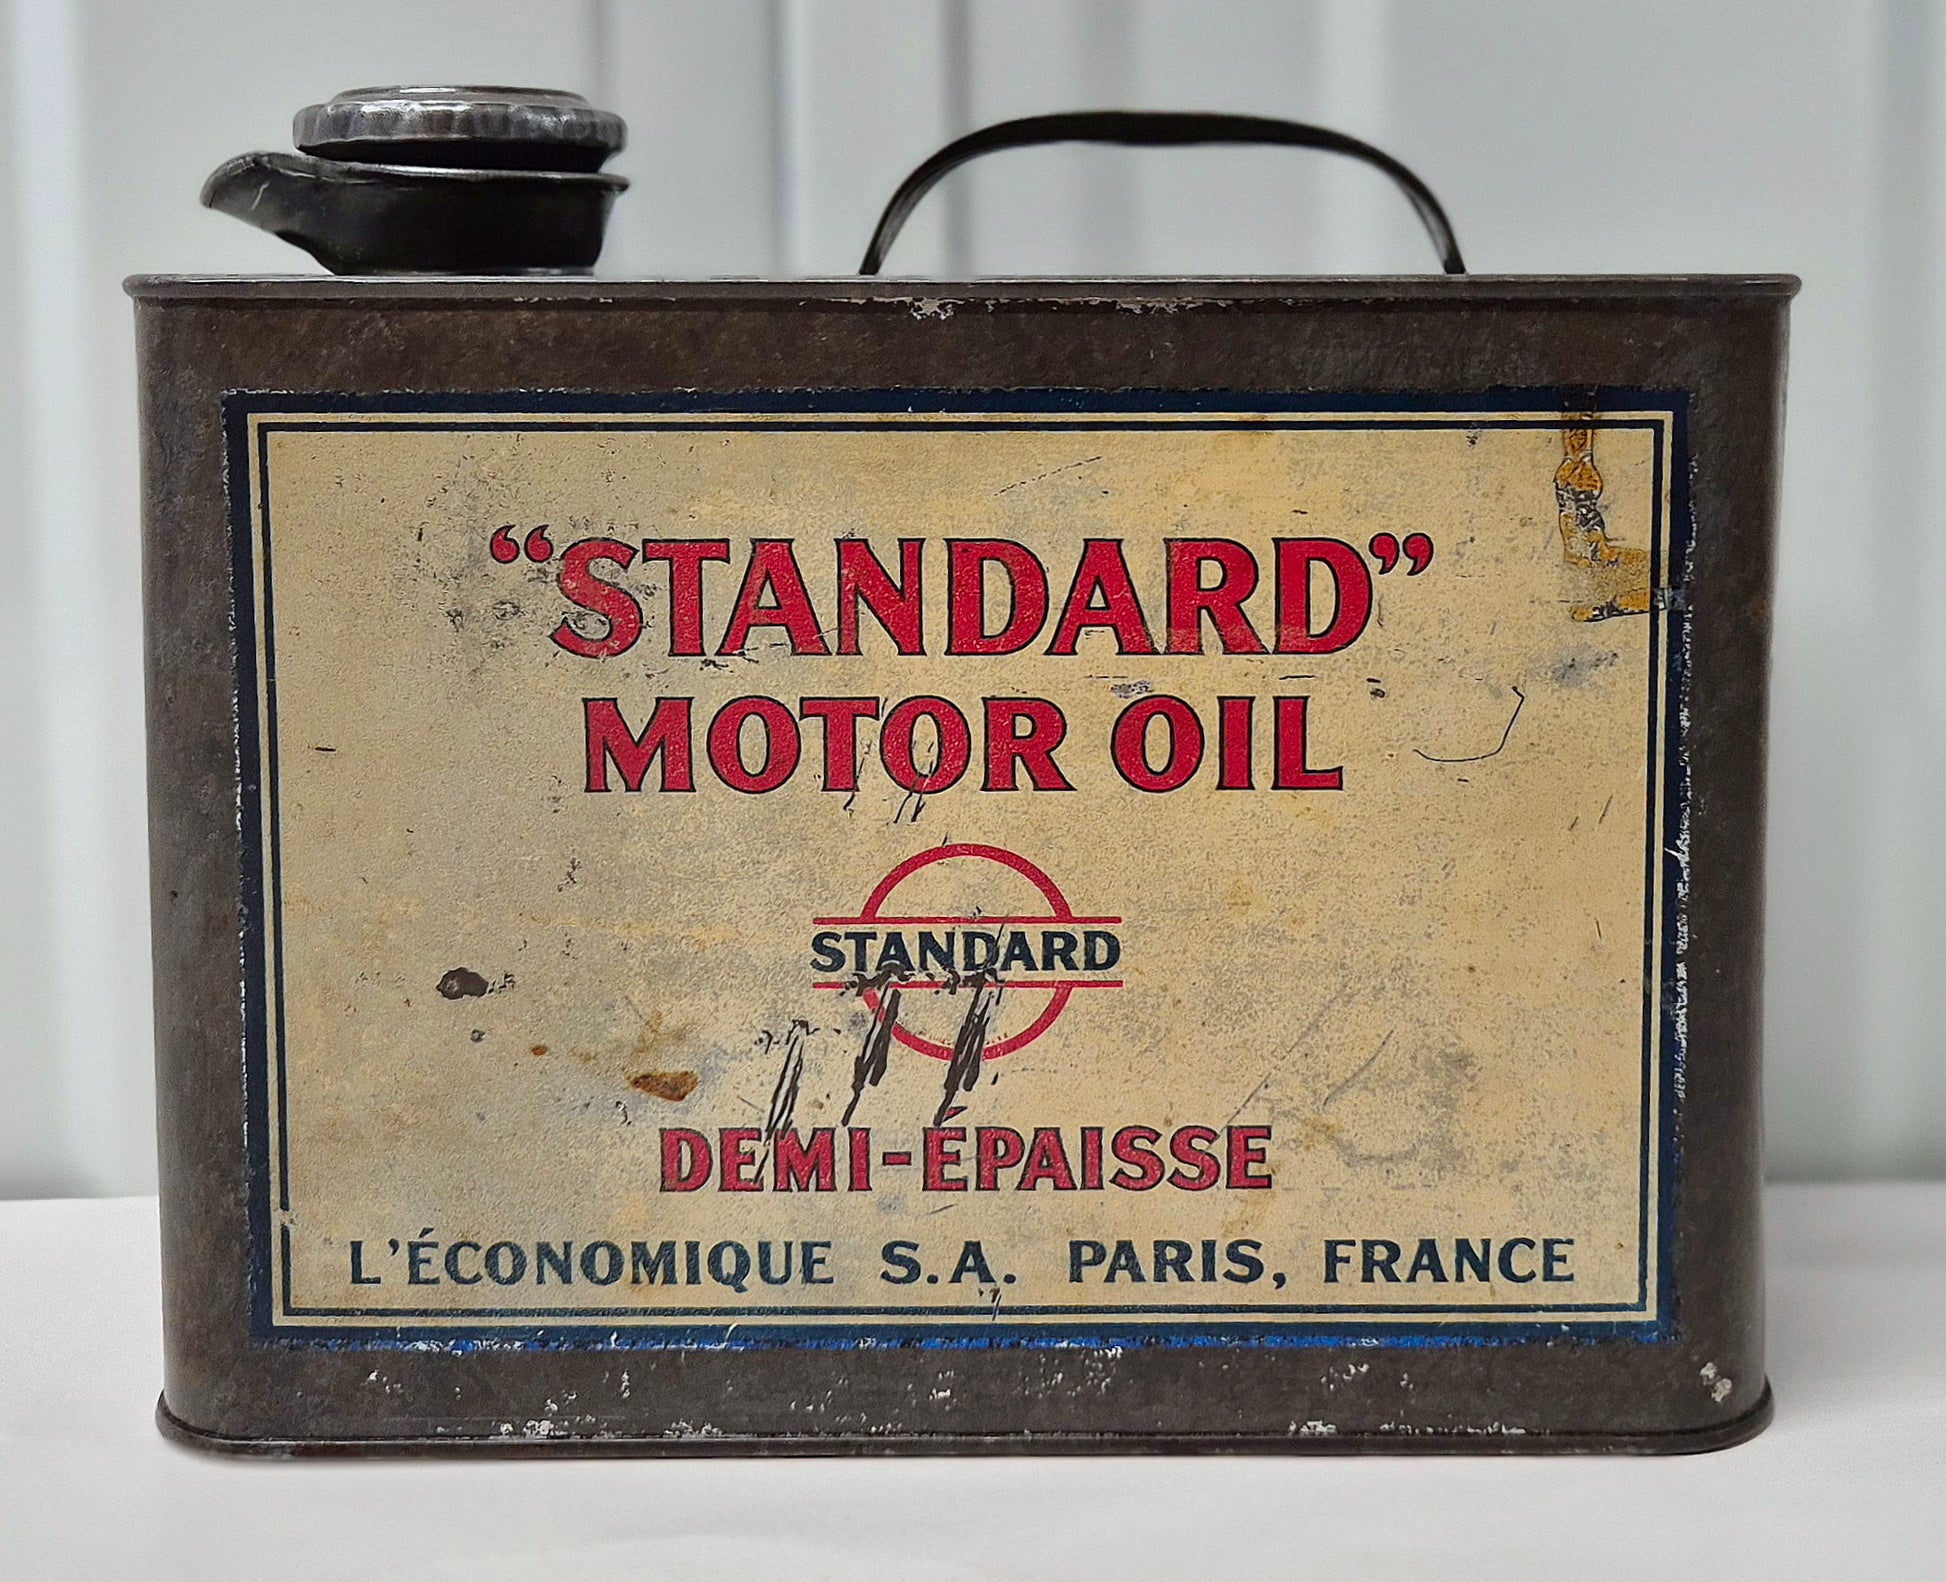 “STANDARD”
MOTOR OIL
STANDARD
DEMI-ÉPAISSE
L’ÉCONOMIQUE S.A. PARIS, FRANCE